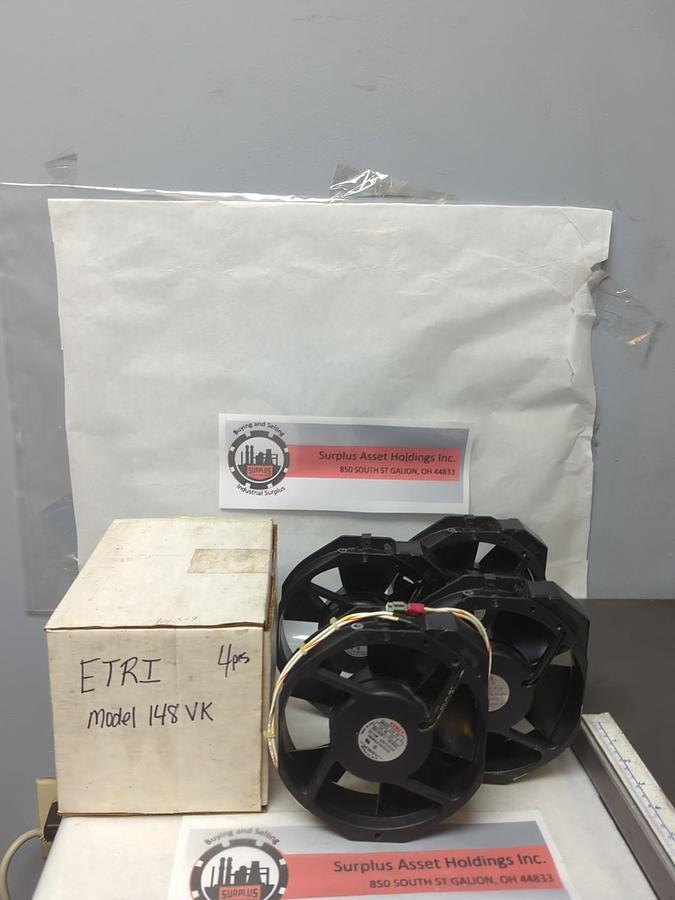 Buying and Selling
SURPLUS
Industrial Surplus
Surplus Asset Holdings Inc.
850 SOUTH ST GALION, OH 44833
ETRI 4pcs
Model 148 VK
ETRI
Buying and Selling
SURPLUS
Surplus Asset Holdings Inc.
850 SOUTH ST GALION, OH 44833